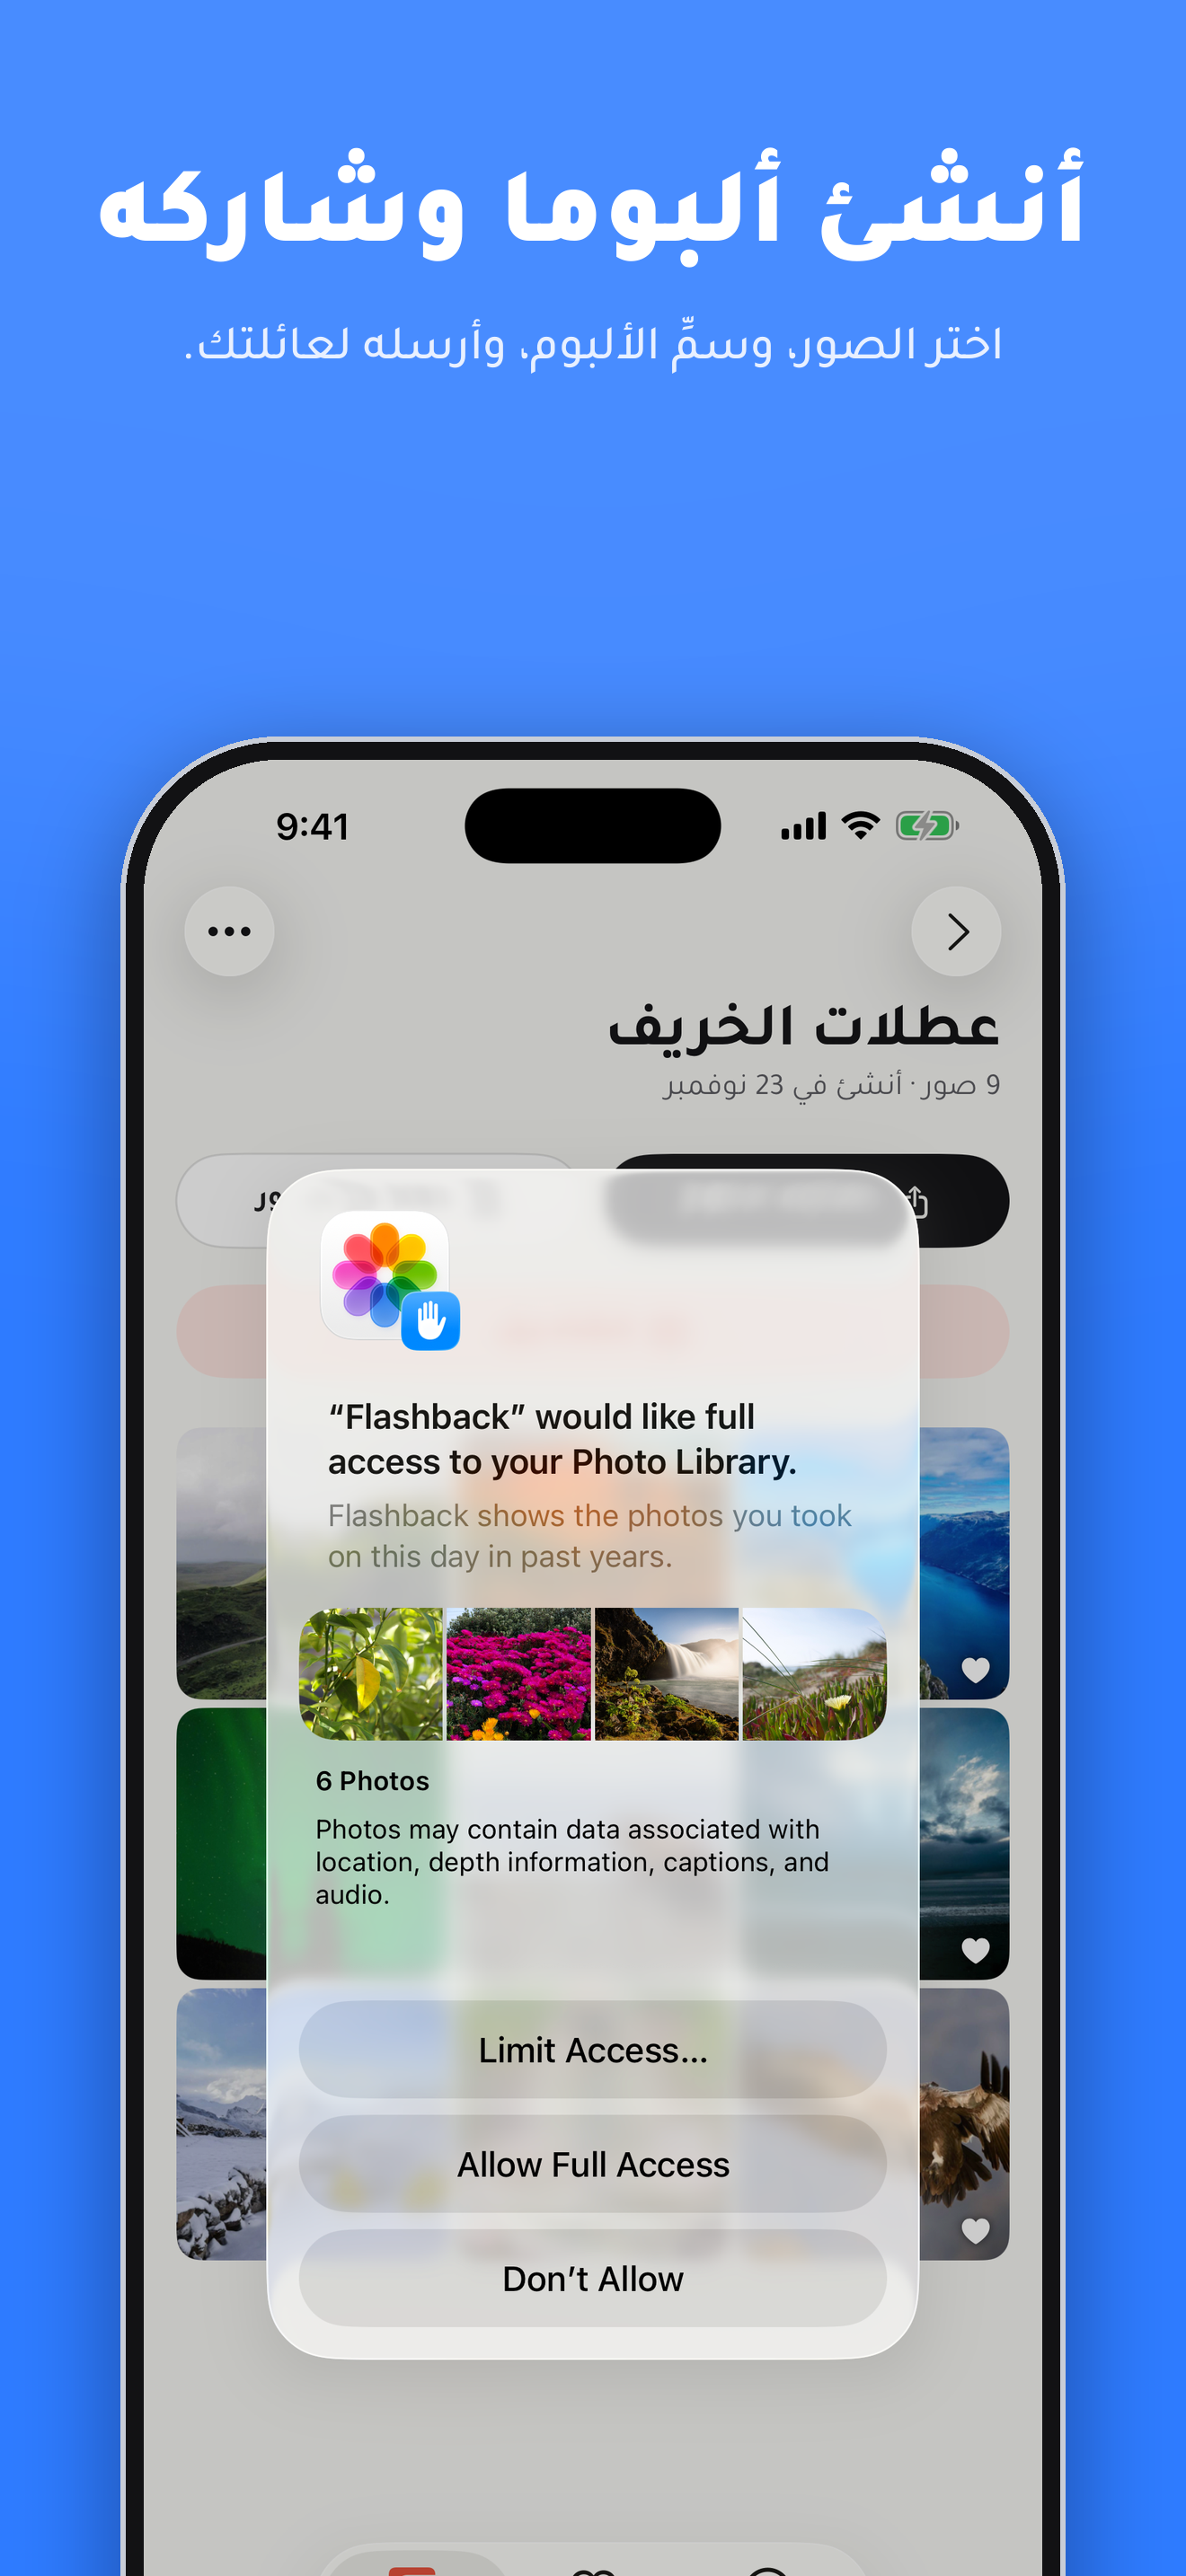 أنشئ ألبوما وشاركه
اختر الصور، وسمِّ الألبوم، وأرسله لعائلتك.
9:41
عطلات الخريف
9 صور · أنشئ في 23 نوفمبر
“Flashback” would like full
access to your Photo Library.
Flashback shows the photos you took
on this day in past years.
6 Photos
Photos may contain data associated with
location, depth information, captions, and
audio.
Limit Access...
Allow Full Access
Don’t Allow